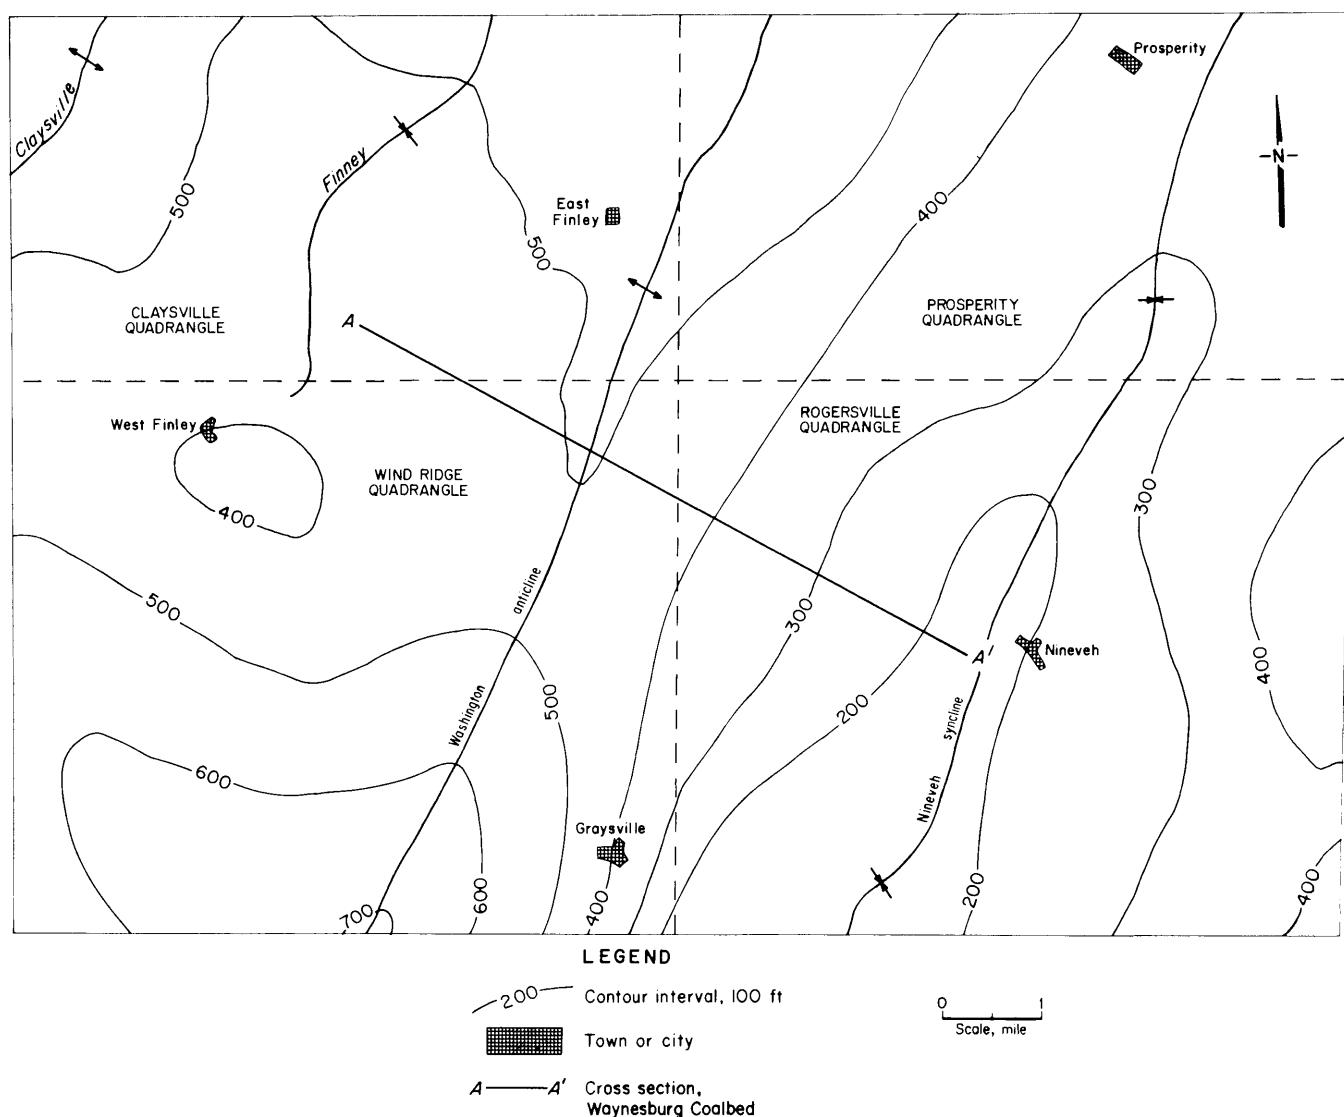 Prosperity
Claysville
N
Finney
500
400
East
Finley
500
CLAYSVILLE
QUADRANGLE
A
PROSPERITY
QUADRANGLE
West Finley
ROGERSVILLE
QUADRANGLE
WIND RIDGE
QUADRANGLE
400
300
500
anticline
300
A'
Nineveh
400
Washington
500
200
syncline
600
Nineveh
Graysville
700
600
400
200
400
LEGEND
200 Contour interval, 100 ft
0 1
Scale, mile
Town or city
A A' Cross section,
Waynesburg Coalbed